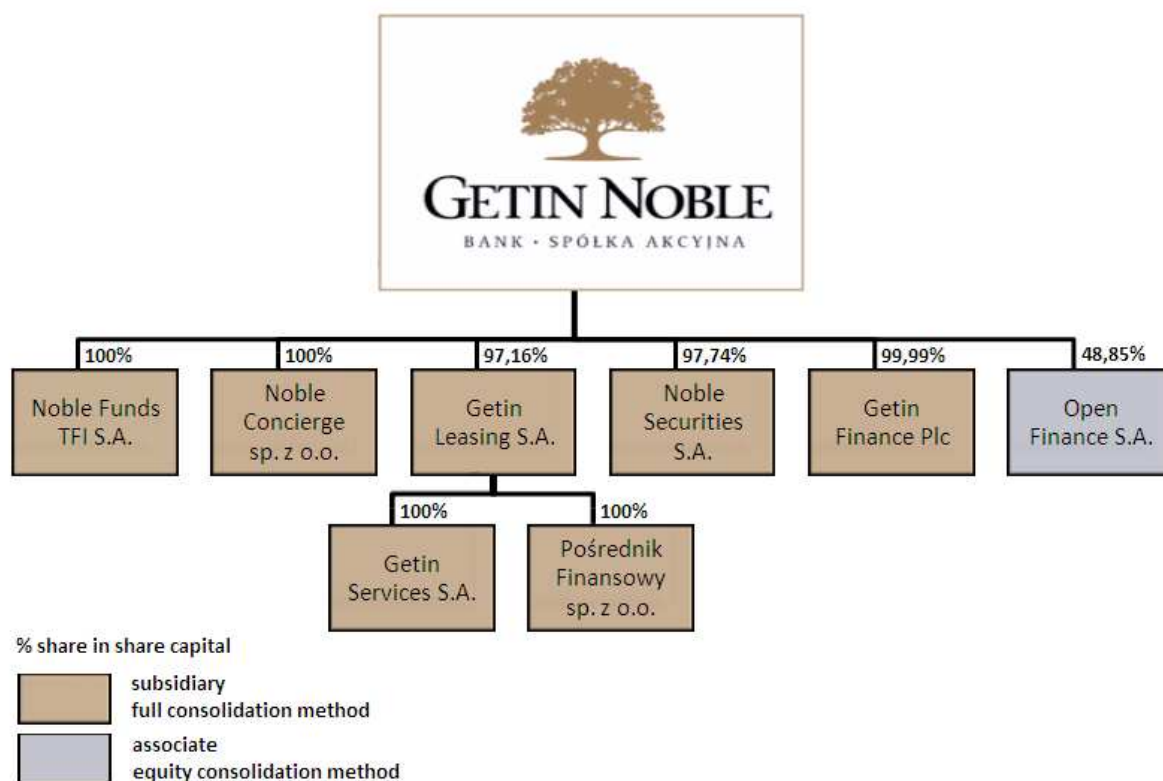 GETIN NOBLE
BANK · SPÓŁKA AKCYJNA
100%
100%
97,16%
97,74%
99,99%
48,85%
Noble Funds
TFI S.A.
Noble
Concierge
sp. z o.o.
Getin
Leasing S.A.
Noble
Securities
S.A.
Getin
Finance Plc
Open
Finance S.A.
100%
100%
Getin
Services S.A.
Pośrednik
Finansowy
sp. z o.o.
% share in share capital
subsidiary
full consolidation method
associate
equity consolidation method